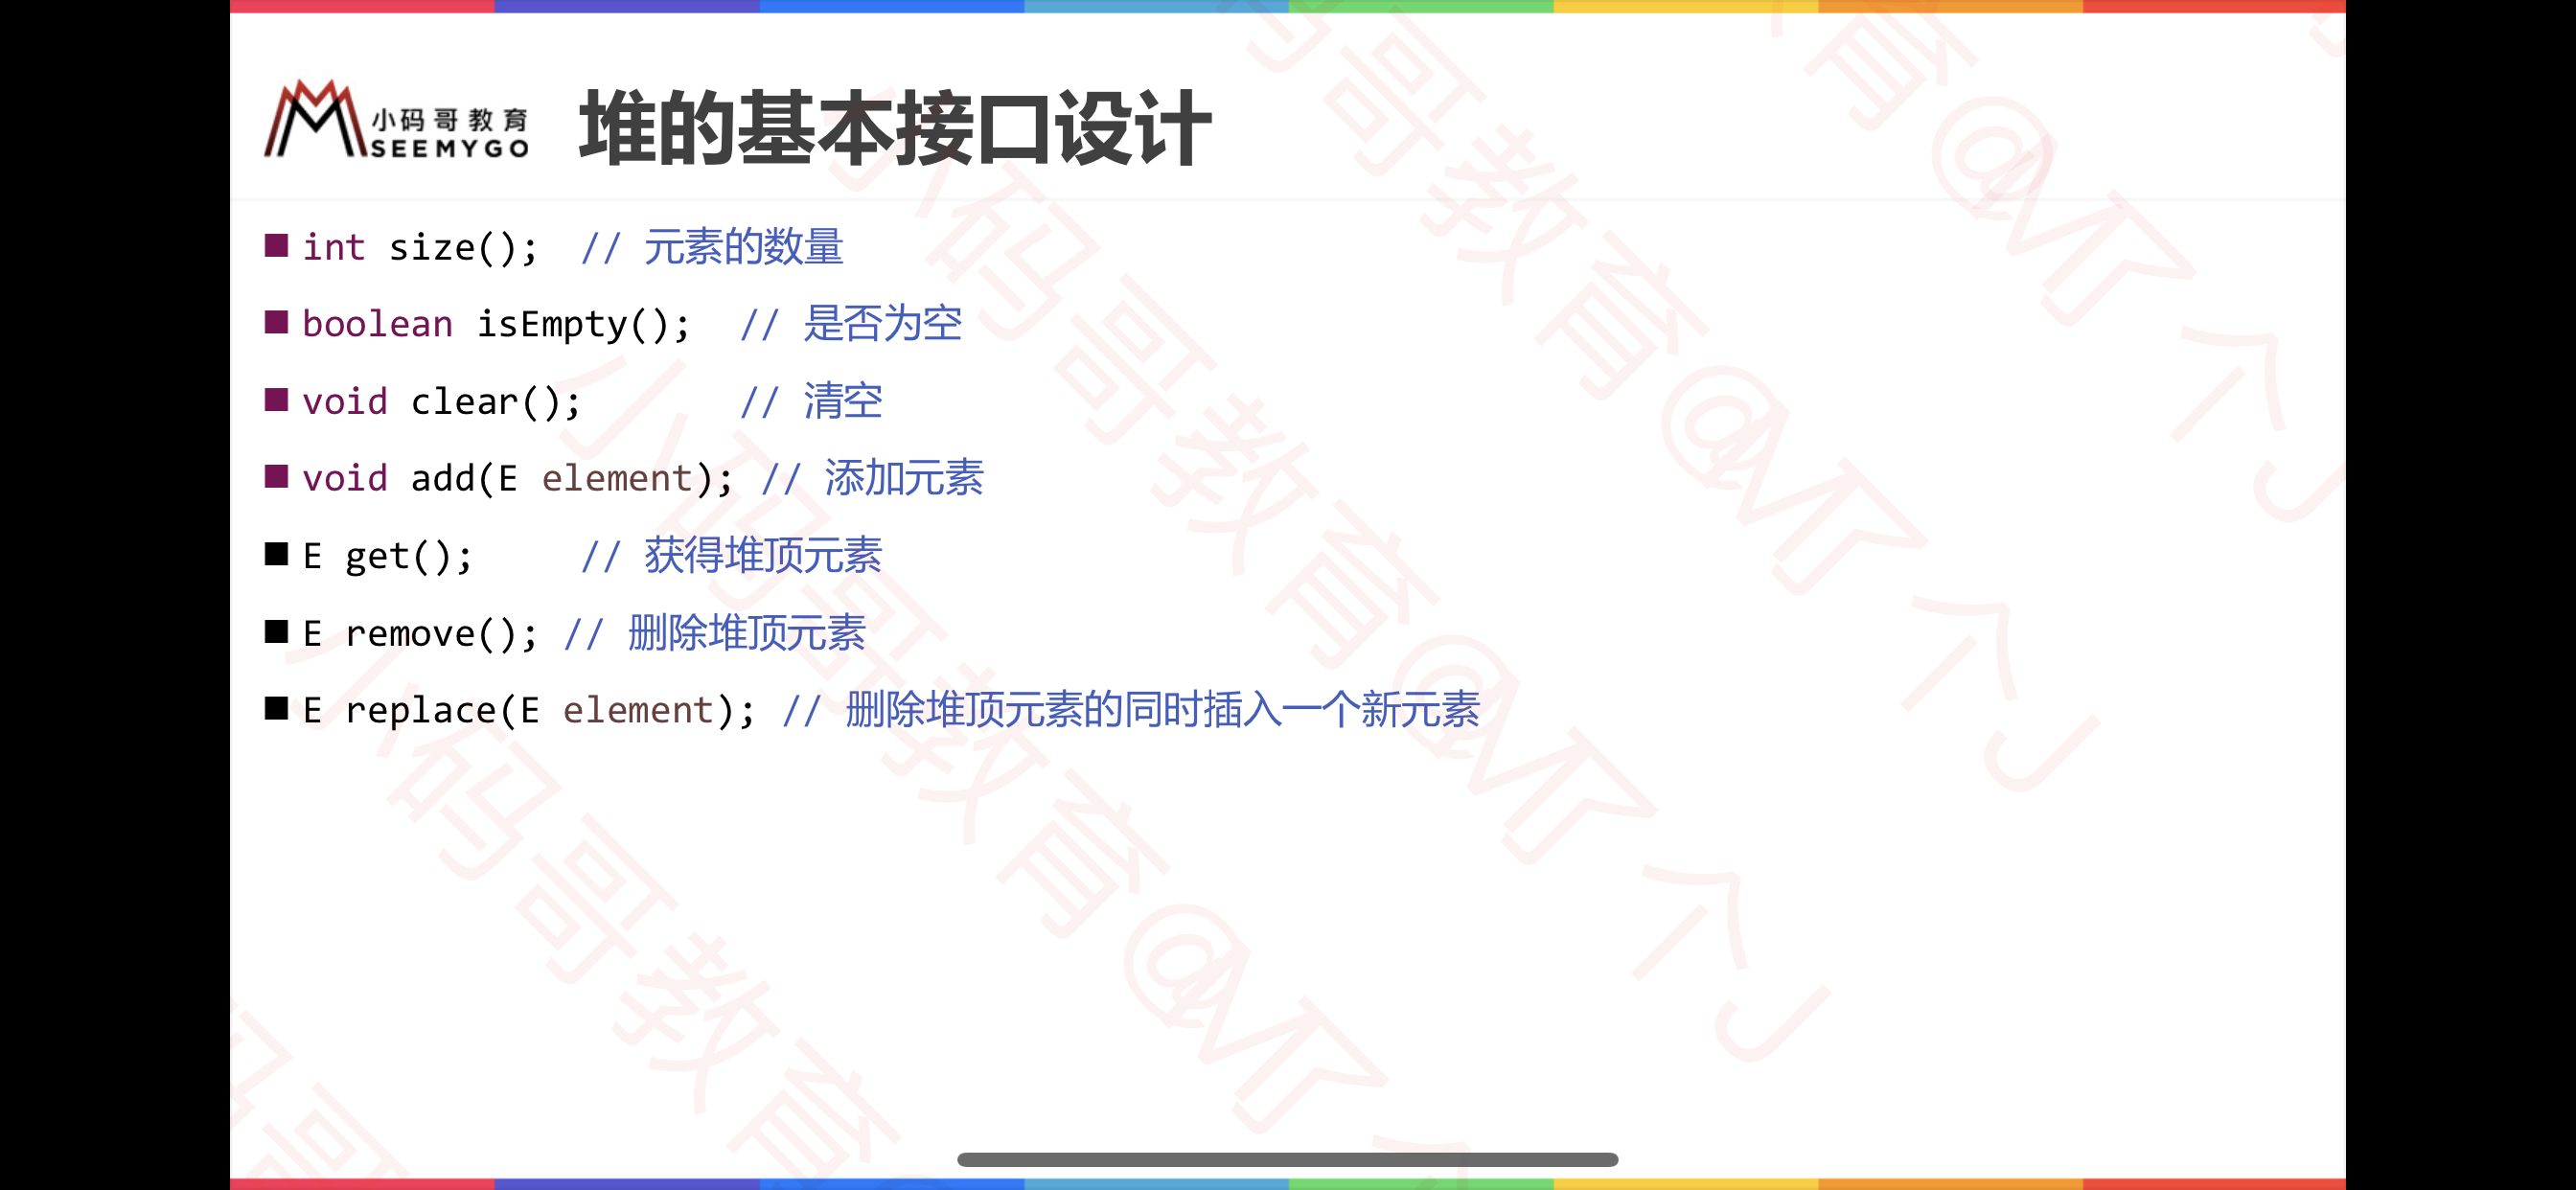 小码哥教育
SEEMYGO
堆的基本接口设计
int size(); // 元素的数量
boolean isEmpty(); // 是否为空
void clear(); // 清空
void add(E element); // 添加元素
E get(); // 获得堆顶元素
E remove(); // 删除堆顶元素
E replace(E element); // 删除堆顶元素的同时插入一个新元素
小码哥教育@M了个J